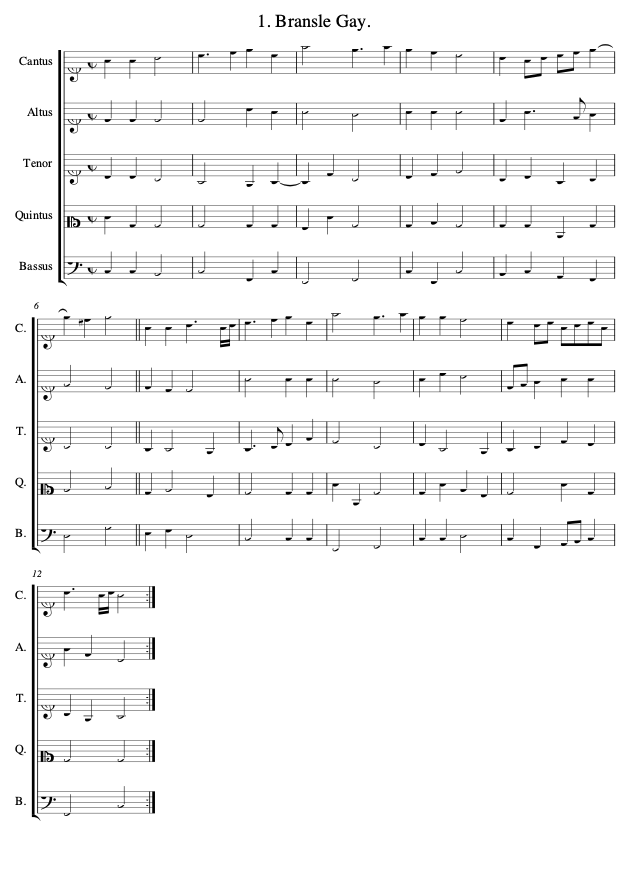 1. Bransle Gay.
Cantus
Altus
Tenor
Quintus
Bassus
6
C.
A.
T.
Q.
B.
12
C.
A.
T.
Q.
B.